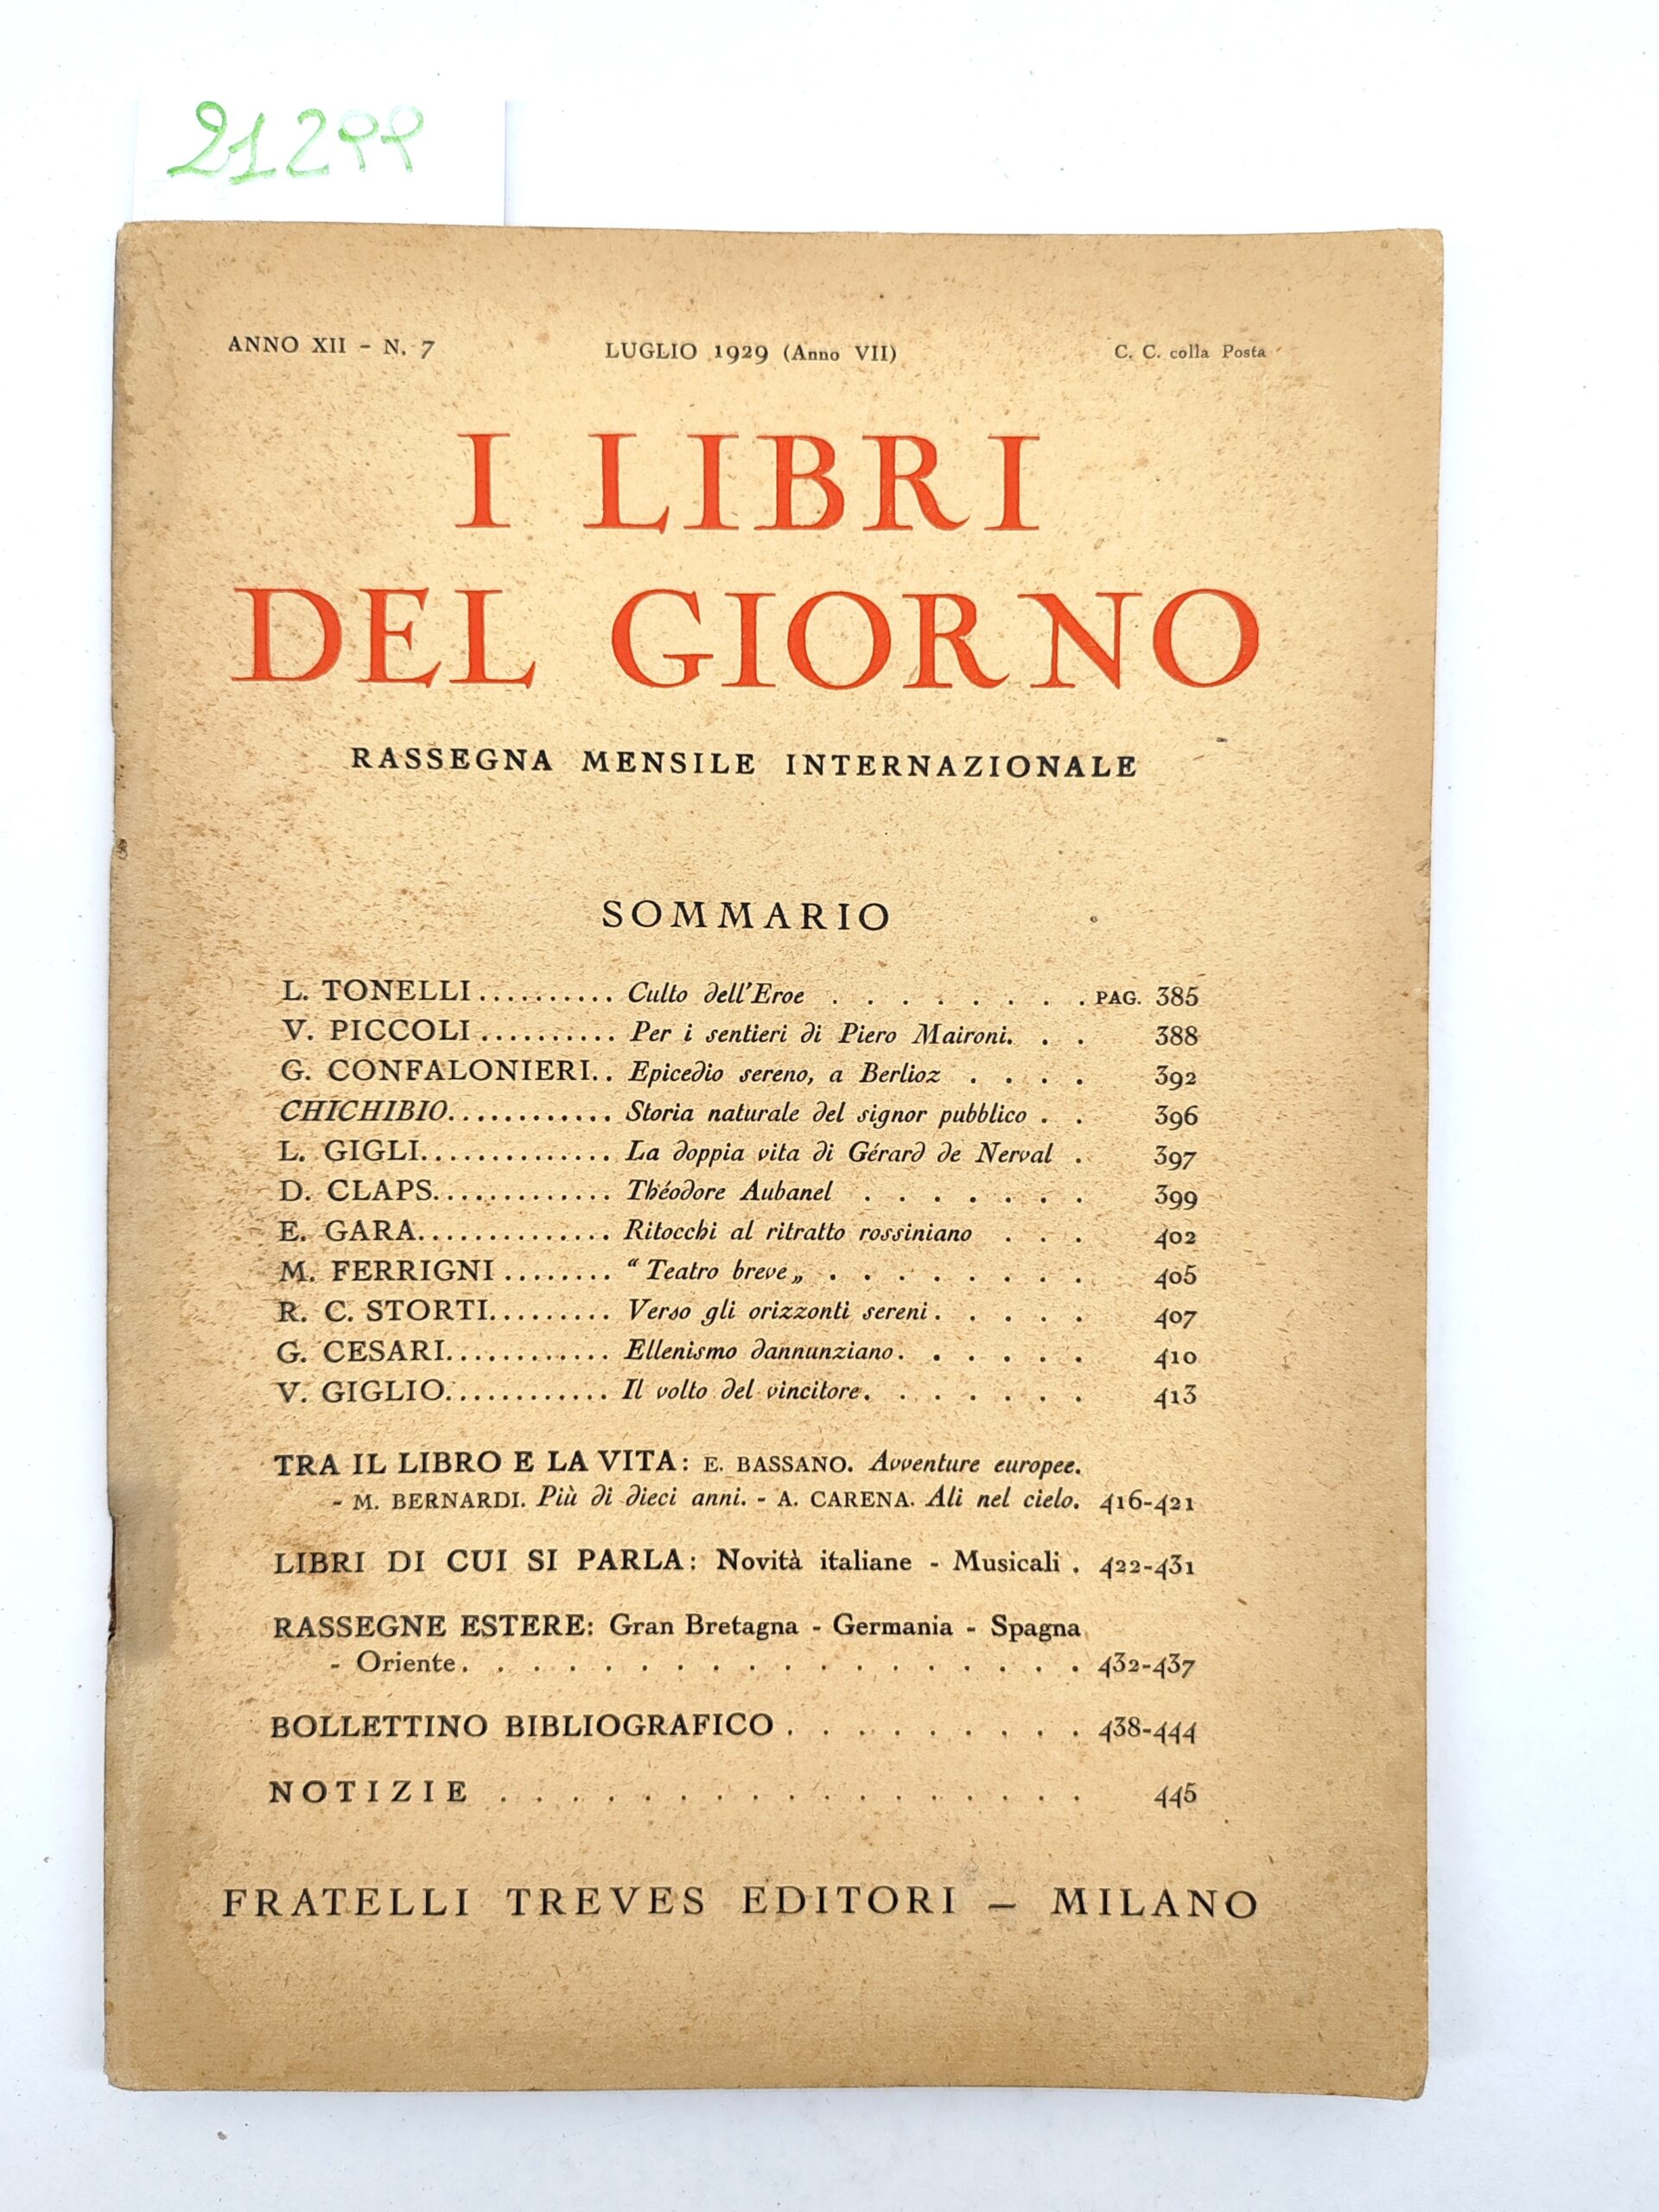 21299
ANNO XII - N. 7 LUGLIO 1929 (Anno VII) C. C. colla Posta
I LIBRI
DEL GIORNO
RASSEGNA MENSILE INTERNAZIONALE
SOMMARIO
L. TONELLI.......... Culto dell'Eroe . . . . . . . . PAG. 385
V. PICCOLI.......... Per i sentieri di Piero Maironi. . . 388
G. CONFALONIERI.. Epicedio sereno, a Berlioz . . . . 392
CHICHIBIO............ Storia naturale del signor pubblico . . 396
L. GIGLI.............. La doppia vita di Gérard de Nerval . 397
D. CLAPS............. Théodore Aubanel . . . . . . . 399
E. GARA.............. Ritocchi al ritratto rossiniano . . . 402
M. FERRIGNI........ “Teatro breve„ . . . . . . . . 405
R. C. STORTI......... Verso gli orizzonti sereni. . . . . 407
G. CESARI............ Ellenismo dannunziano. . . . . . 410
V. GIGLIO............ Il volto del vincitore. . . . . . . 413
TRA IL LIBRO E LA VITA: E. BASSANO. Avventure europee.
- M. BERNARDI. Più di dieci anni. - A. CARENA. Ali nel cielo. 416-421
LIBRI DI CUI SI PARLA: Novità italiane - Musicali . 422-431
RASSEGNE ESTERE: Gran Bretagna - Germania - Spagna
- Oriente. . . . . . . . . . . . . . . . . . 432-437
BOLLETTINO BIBLIOGRAFICO . . . . . . . . . 438-444
NOTIZIE . . . . . . . . . . . . . . . . . 445
FRATELLI TREVES EDITORI — MILANO